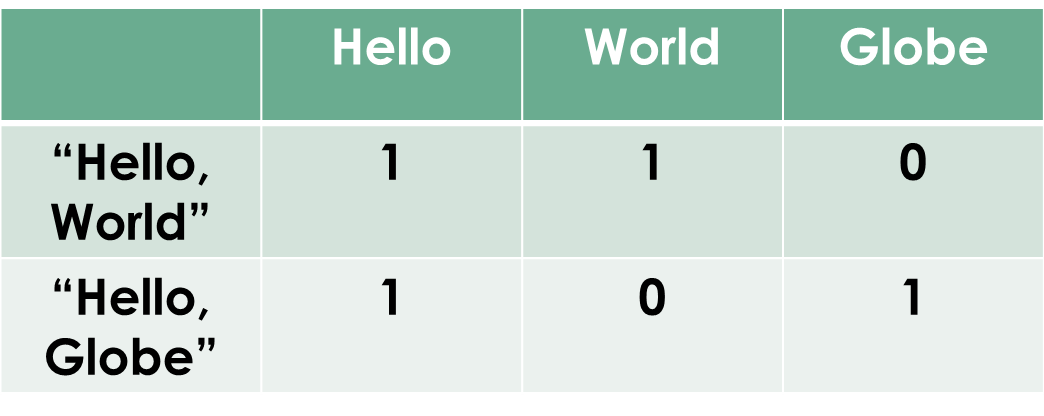 Hello World Globe
“Hello, 1 1 0
World”
“Hello, 1 0 1
Globe”